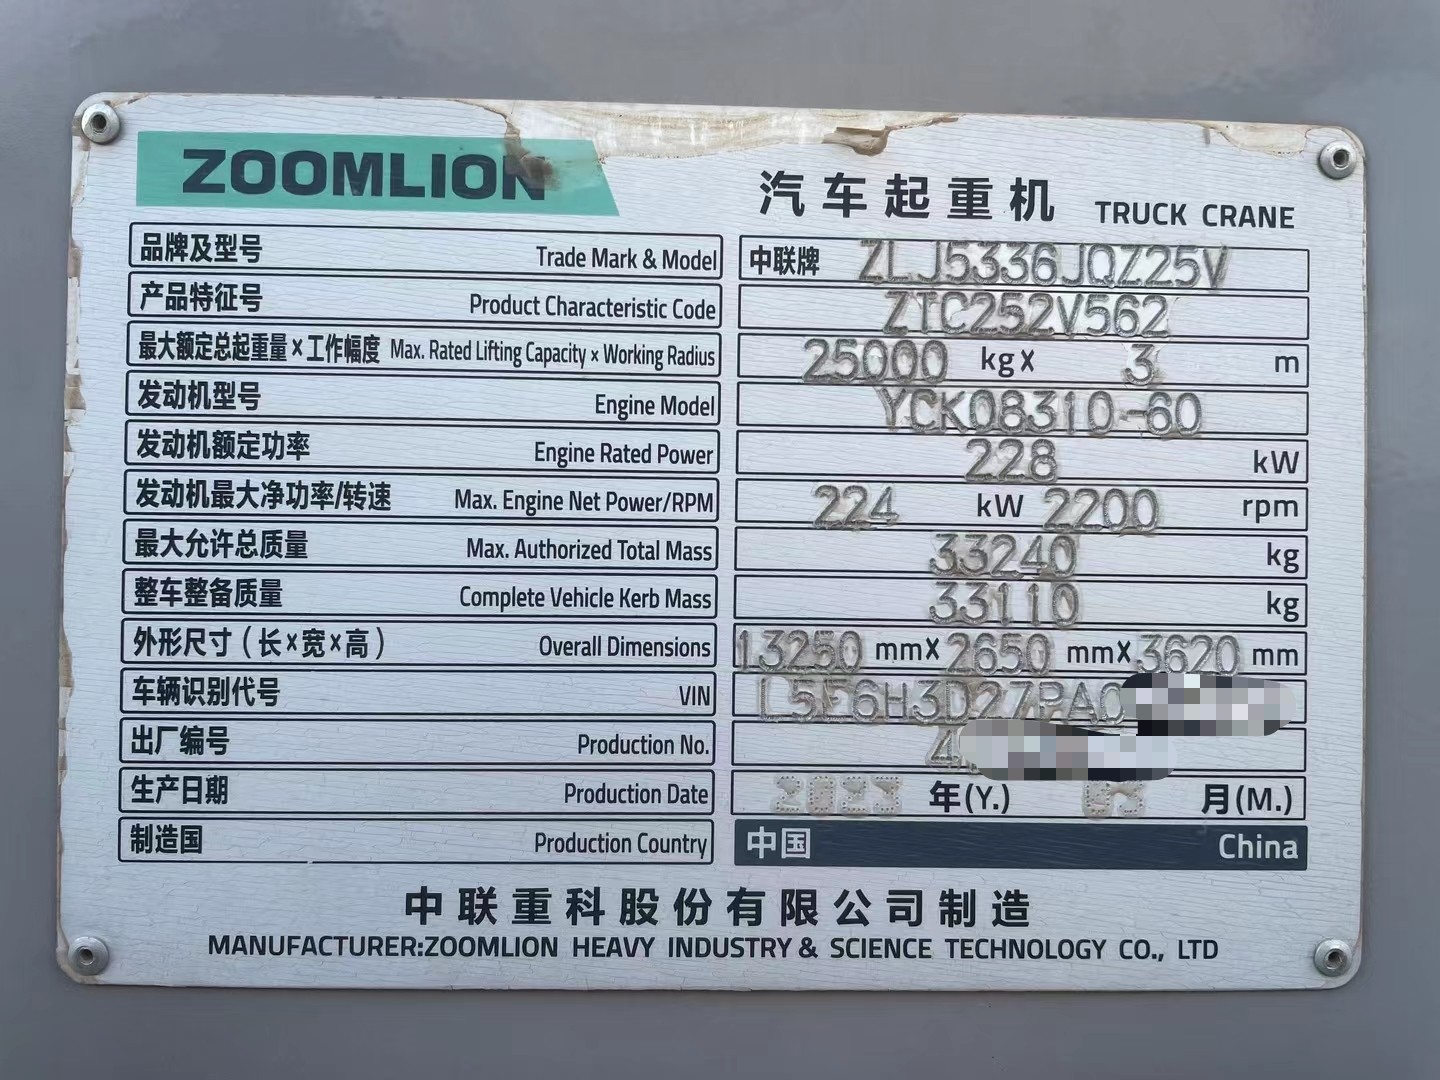 ZOOMLION
汽车起重机 TRUCK CRANE
品牌及型号 Trade Mark & Model 中联牌 ZLJ5336JQZ25V
产品特征号 Product Characteristic Code ZTC252V562
最大额定总起重量×工作幅度 Max. Rated Lifting Capacity × Working Radius 25000 kg× 3 m
发动机型号 Engine Model YCK08310-60
发动机额定功率 Engine Rated Power 228 kW
发动机最大净功率/转速 Max. Engine Net Power/RPM 224 kW 2200 rpm
最大允许总质量 Max. Authorized Total Mass 33240 kg
整车整备质量 Complete Vehicle Kerb Mass 33110 kg
外形尺寸(长×宽×高) Overall Dimensions 13250 mm× 2650 mm× 3620 mm
车辆识别代号 VIN
出厂编号 Production No.
生产日期 Production Date 2023 年(Y.) 03 月(M.)
制造国 Production Country 中国 China
中联重科股份有限公司制造
MANUFACTURER:ZOOMLION HEAVY INDUSTRY & SCIENCE TECHNOLOGY CO., LTD